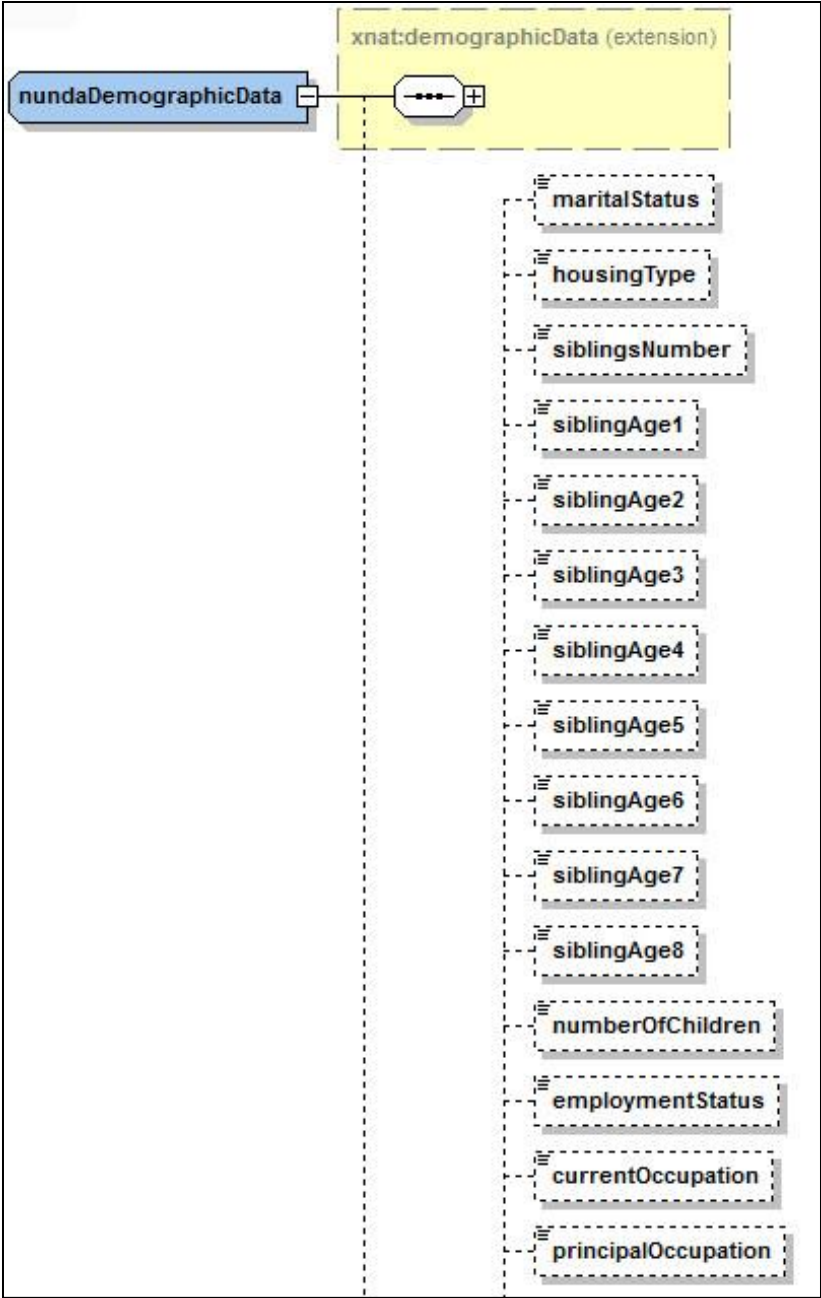 xnat:demographicData (extension)
nundaDemographicData
maritalStatus
housingType
siblingsNumber
siblingAge1
siblingAge2
siblingAge3
siblingAge4
siblingAge5
siblingAge6
siblingAge7
siblingAge8
numberOfChildren
employmentStatus
currentOccupation
principalOccupation